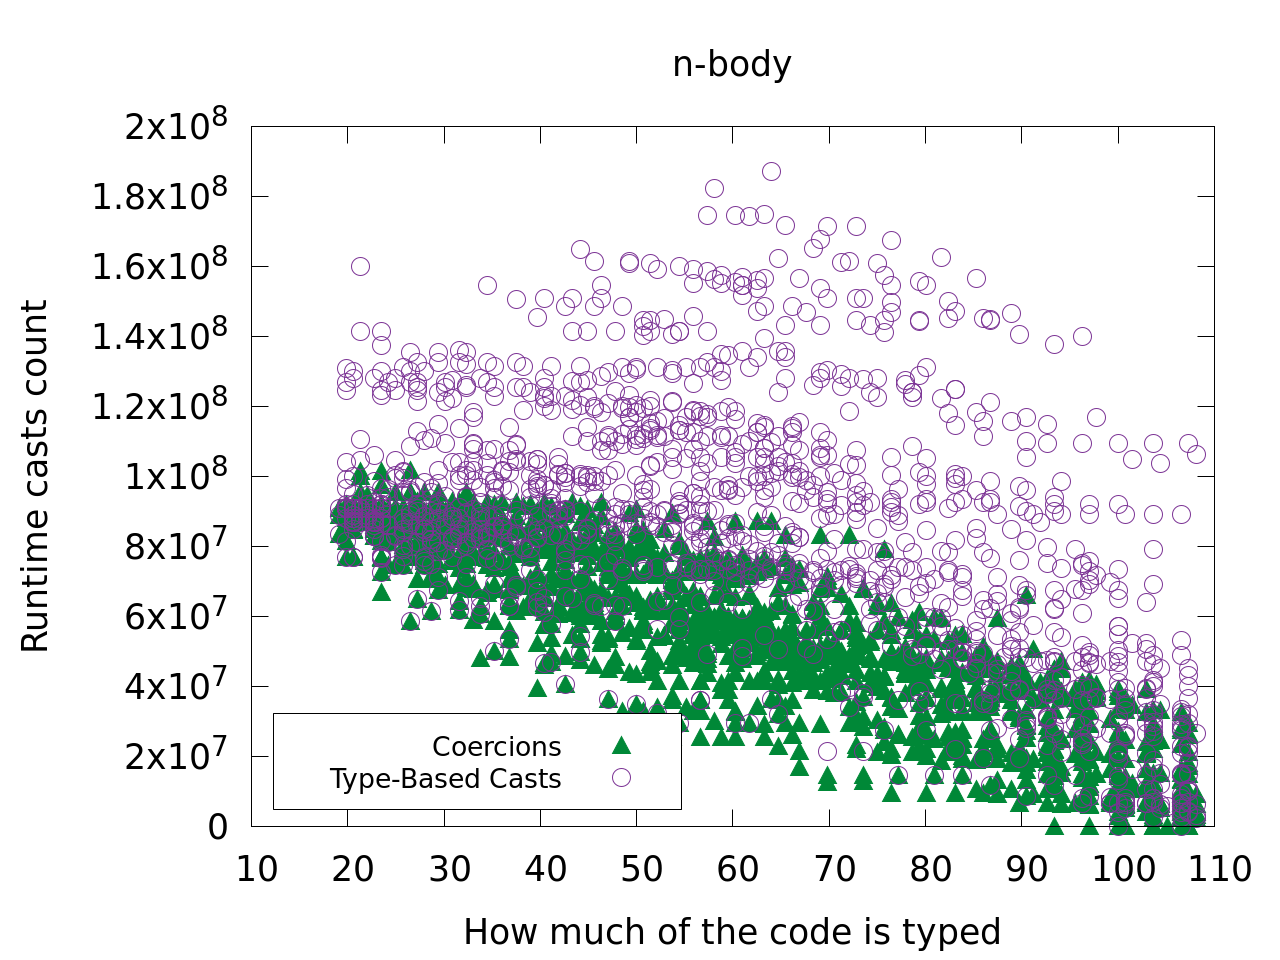 n-body
2x10^8
1.8x10^8
1.6x10^8
1.4x10^8
1.2x10^8
1x10^8
8x10^7
6x10^7
4x10^7
2x10^7
0
Runtime casts count
Coercions
Type-Based Casts
10 20 30 40 50 60 70 80 90 100 110
How much of the code is typed